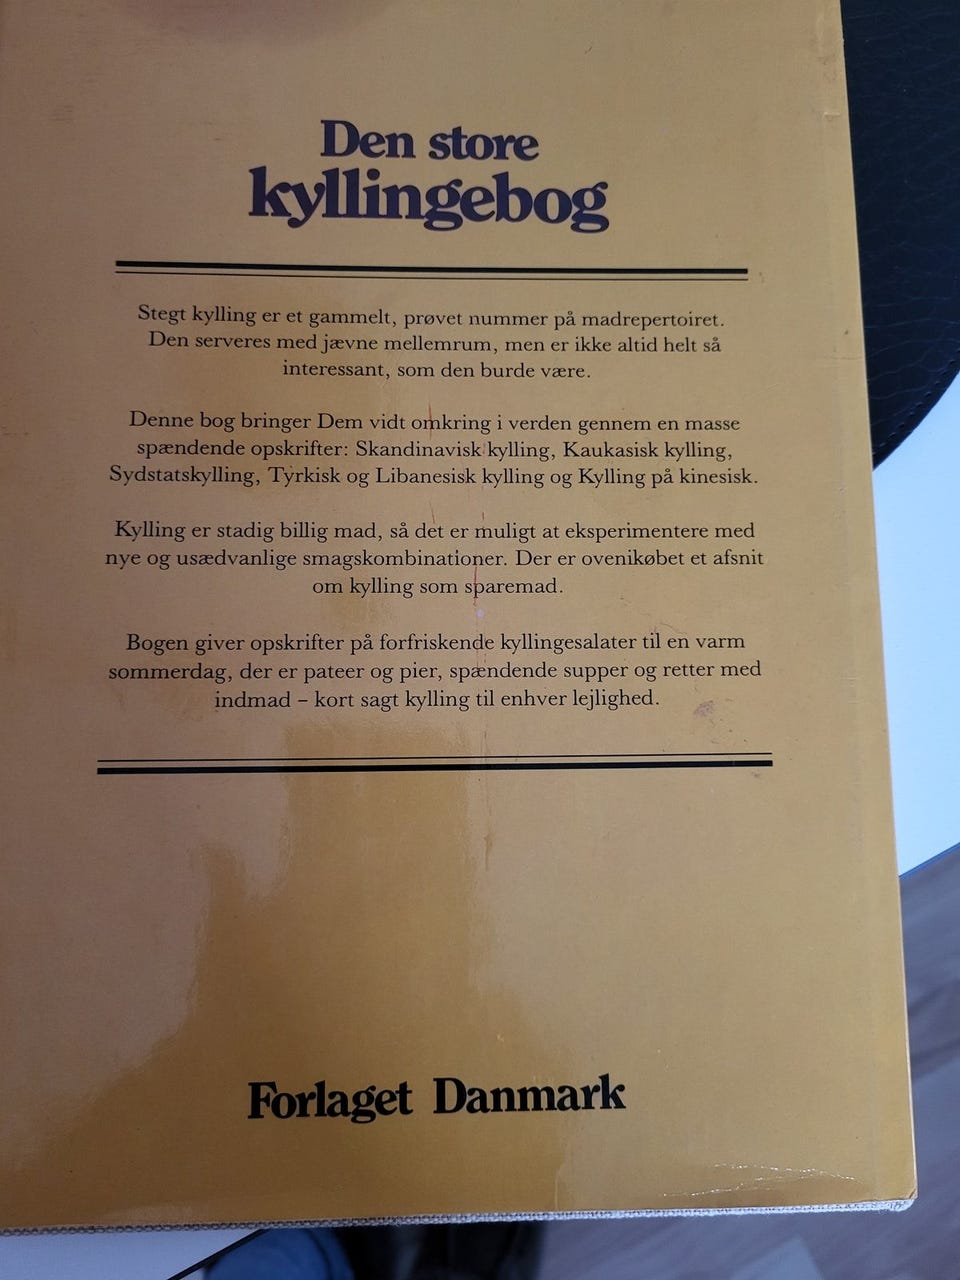 Den store
kyllingebog
Stegt kylling er et gammelt, prøvet nummer på madrepertoiret.
Den serveres med jævne mellemrum, men er ikke altid helt så
interessant, som den burde være.
Denne bog bringer Dem vidt omkring i verden gennem en masse
spændende opskrifter: Skandinavisk kylling, Kaukasisk kylling,
Sydstatskylling, Tyrkisk og Libanesisk kylling og Kylling på kinesisk.
Kylling er stadig billig mad, så det er muligt at eksperimentere med
nye og usædvanlige smagskombinationer. Der er ovenikøbet et afsnit
om kylling som sparemad.
Bogen giver opskrifter på forfriskende kyllingesalater til en varm
sommerdag, der er pateer og pier, spændende supper og retter med
indmad – kort sagt kylling til enhver lejlighed.
Forlaget Danmark